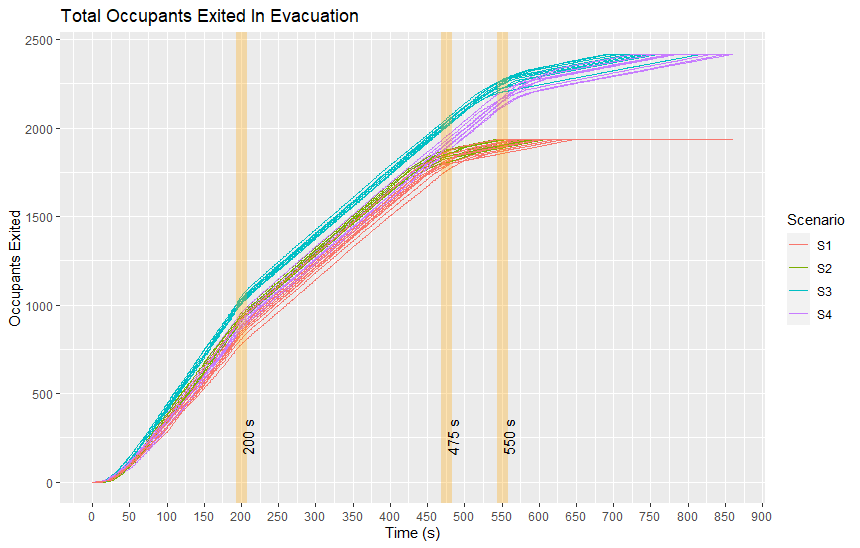 Total Occupants Exited In Evacuation
2500
2000
1500
1000
500
0
Occupants Exited
200 s
475 s
550 s
0 50 100 150 200 250 300 350 400 450 500 550 600 650 700 750 800 850 900
Time (s)
Scenario
S1
S2
S3
S4